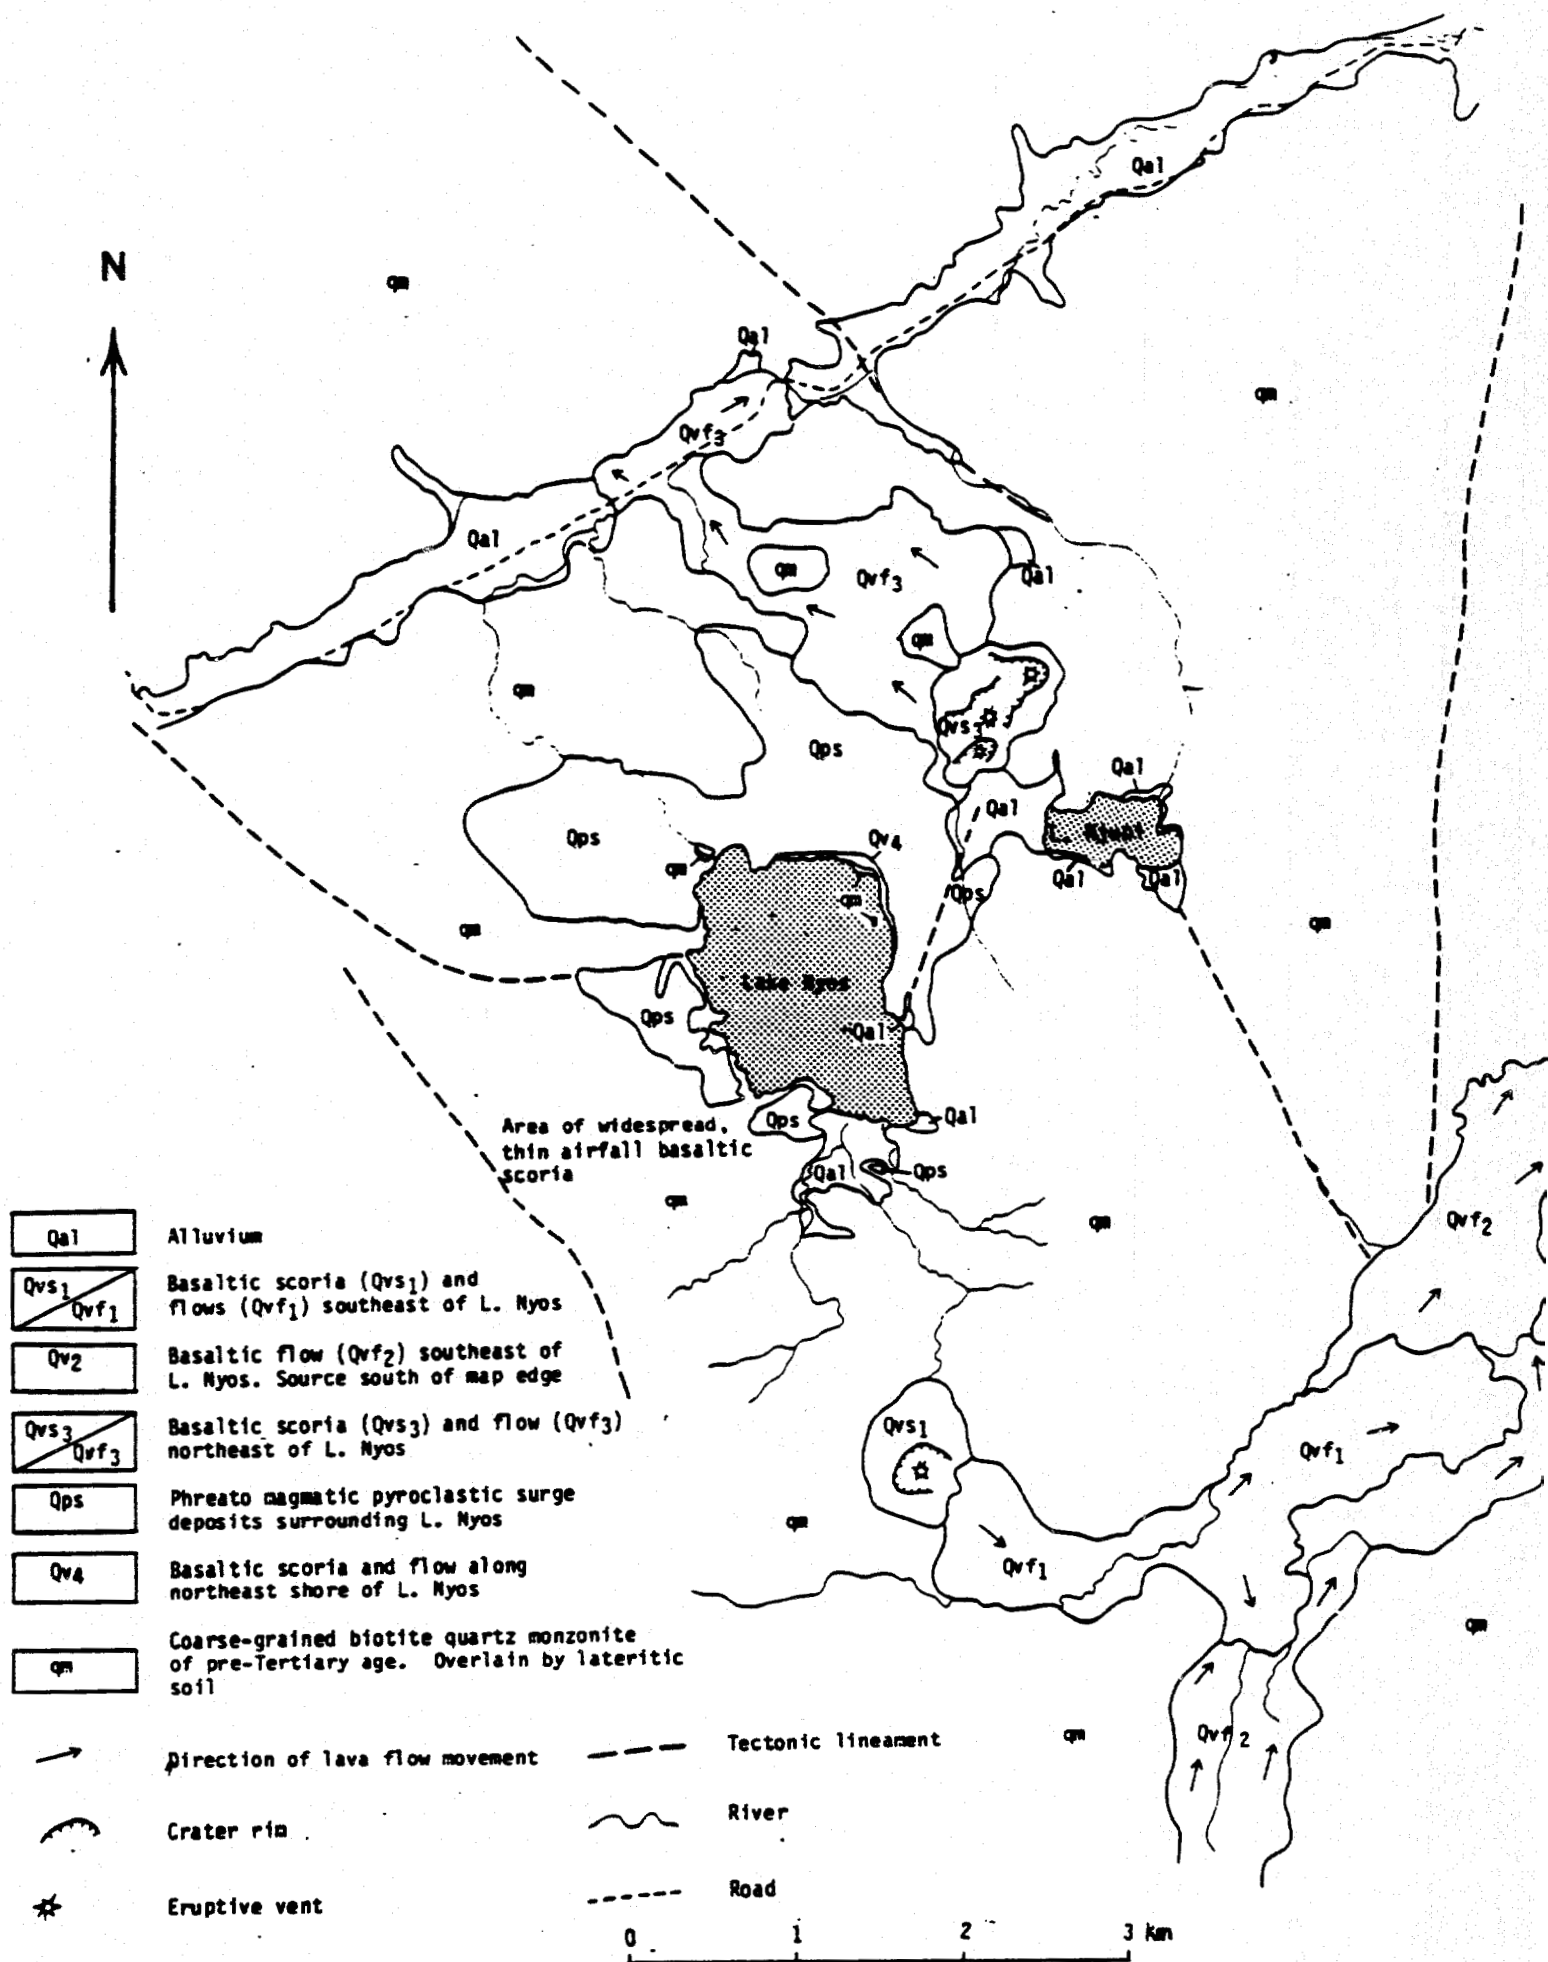 N
qm
Qal
qm
Qal
Qvf3
Qal
qm
Qvf3
Qal
qm
qm
Qvs3
Qps
Qal
Qal
L. Njupi
Qps
Qv4
qm
Qal
Qal
qm
Qps
qm
qm
Lake Nyos
Qps
Qal
Qps
Qal
Area of widespread,
thin airfall basaltic
scoria
Qal
Qps
qm
qm
Qvf2
Qvs1
Qvf1
qm
Qvf1
qm
qm
Qvf2
Qal Alluvium
Qvs1 Qvf1 Basaltic scoria (Qvs1) and
flows (Qvf1) southeast of L. Nyos
Qv2 Basaltic flow (Qvf2) southeast of
L. Nyos. Source south of map edge
Qvs3 Qvf3 Basaltic scoria (Qvs3) and flow (Qvf3)
northeast of L. Nyos
Qps Phreato magmatic pyroclastic surge
deposits surrounding L. Nyos
Qv4 Basaltic scoria and flow along
northeast shore of L. Nyos
qm Coarse-grained biotite quartz monzonite
of pre-Tertiary age. Overlain by lateritic
soil
Direction of lava flow movement
Tectonic lineament
Crater rim
River
Eruptive vent
Road
0 1 2 3 km